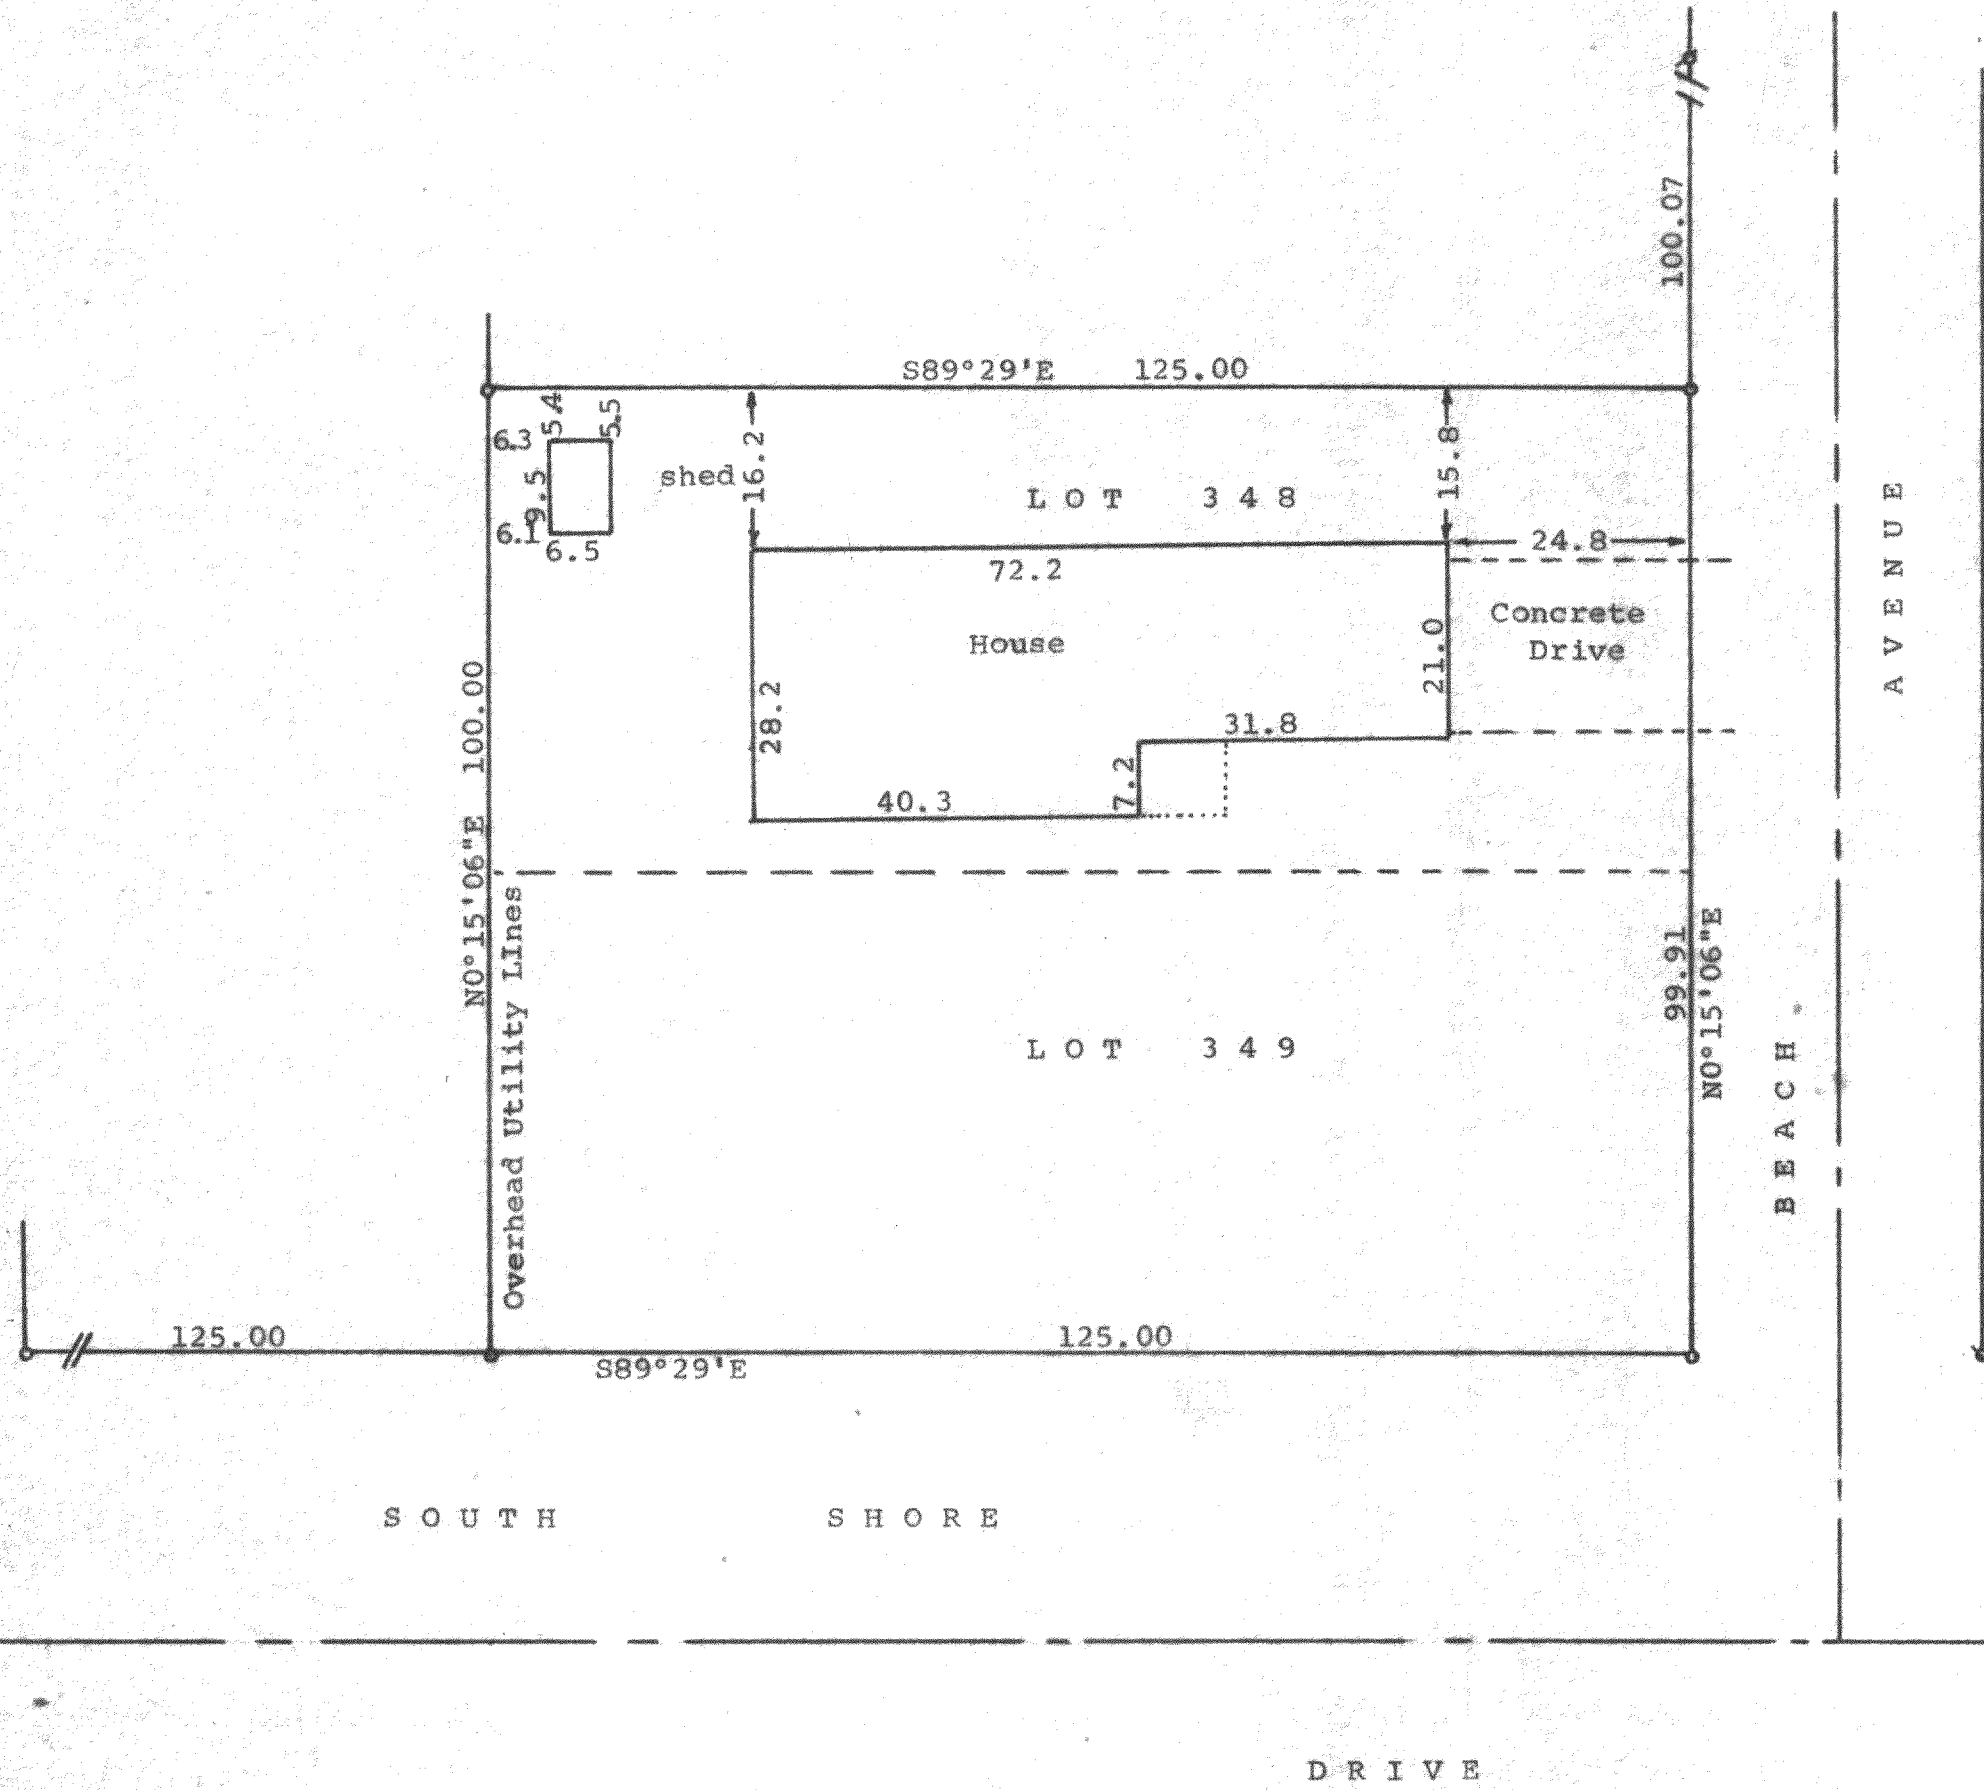 100.07
S89°29'E 125.00
5.4
5.5
6.3
9.5
6.1
6.5
shed
16.2
15.8
LOT 348
24.8
72.2
House
Concrete
Drive
21.0
28.2
31.8
7.2
40.3
AVENUE
N0°15'06"E 100.00
Overhead Utility LInes
LOT 349
99.91
N0°15'06"E
BEACH
125.00
125.00
S89°29'E
SOUTH SHORE
DRIVE